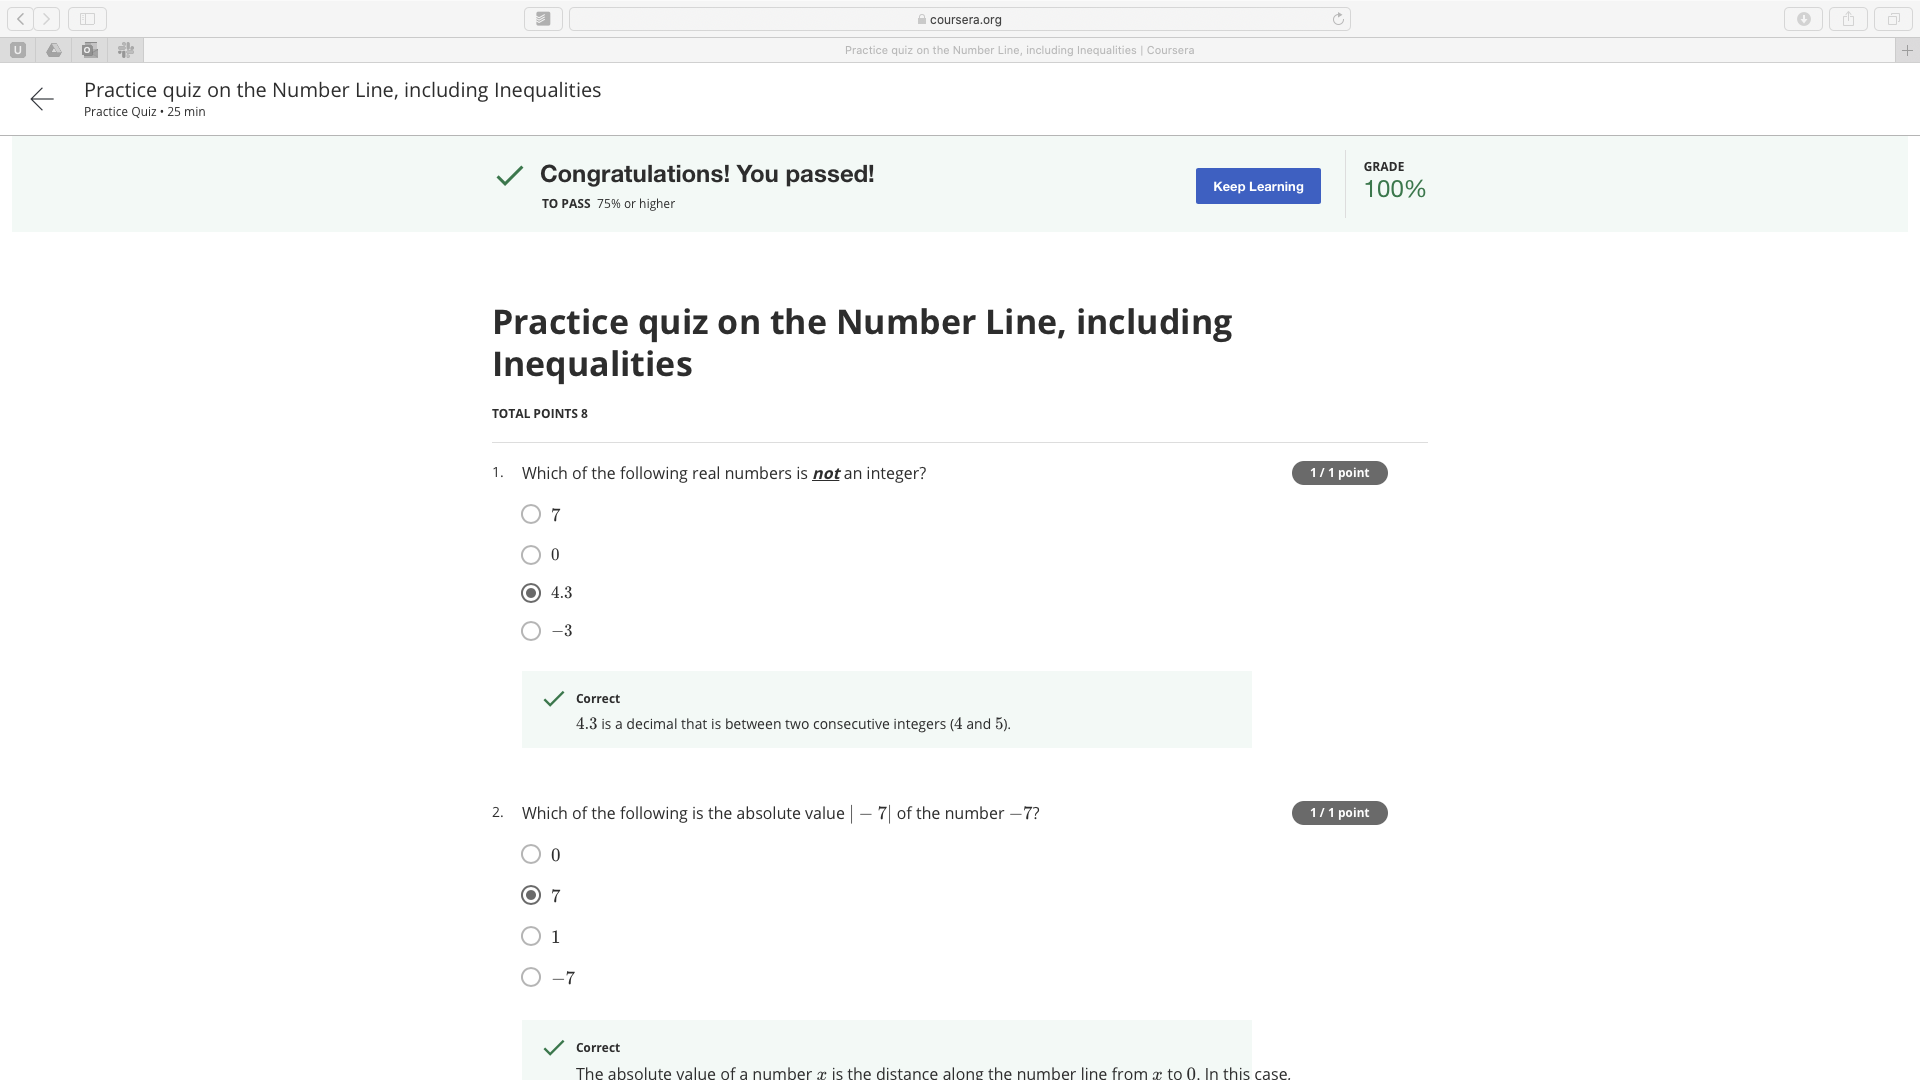 coursera.org
U
Practice quiz on the Number Line, including Inequalities | Coursera
Practice quiz on the Number Line, including Inequalities
Practice Quiz • 25 min
Congratulations! You passed!
TO PASS 75% or higher
Keep Learning
GRADE
100%
Practice quiz on the Number Line, including
Inequalities
TOTAL POINTS 8
1. Which of the following real numbers is not an integer?
1 / 1 point
7
0
4.3
−3
Correct
4.3 is a decimal that is between two consecutive integers (4 and 5).
2. Which of the following is the absolute value | − 7| of the number −7?
1 / 1 point
0
7
1
−7
Correct
The absolute value of a number x is the distance along the number line from x to 0. In this case,